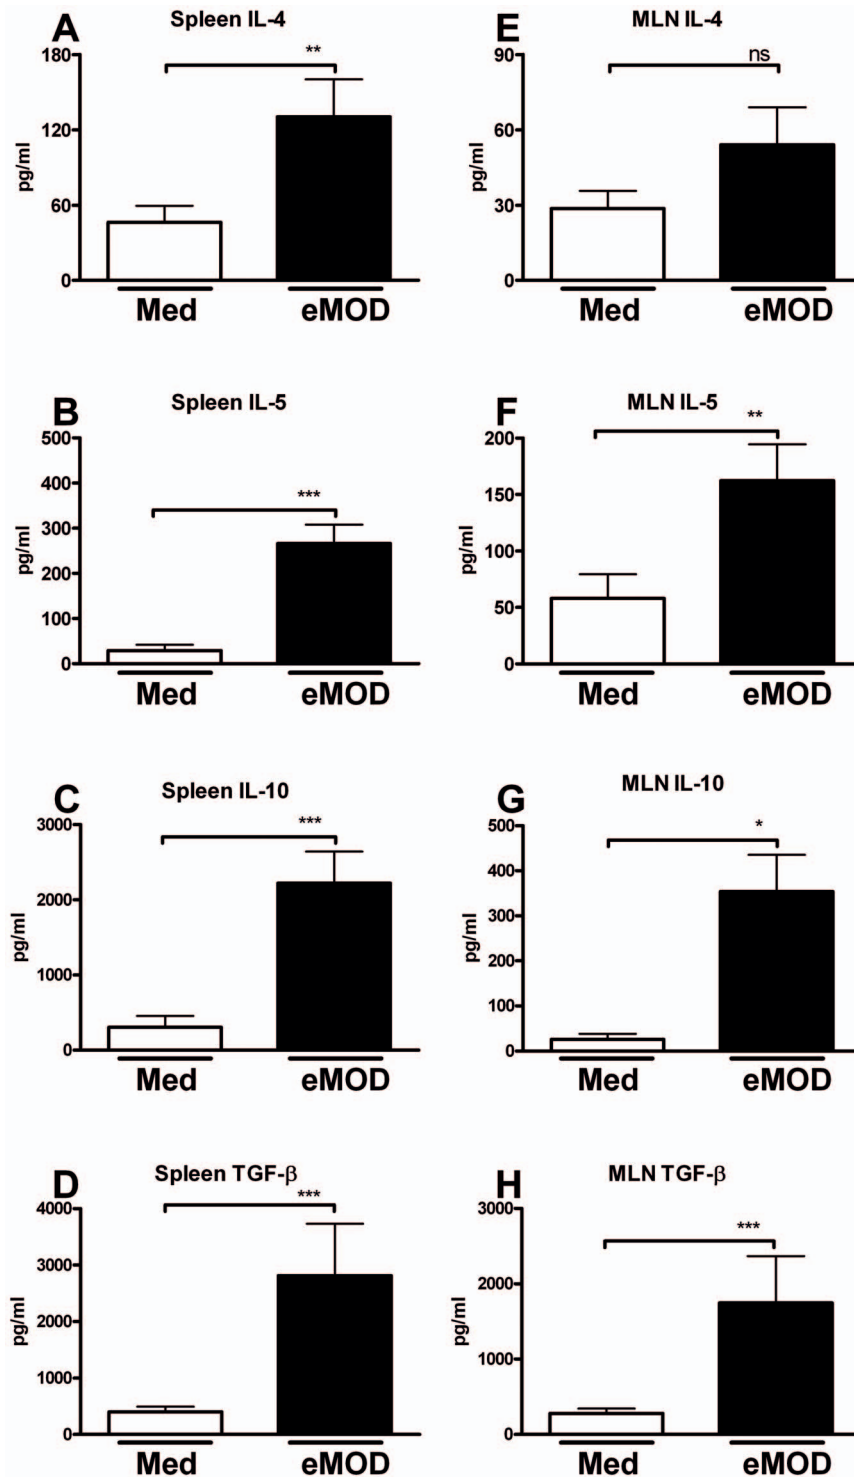 A
Spleen IL-4
**
180
120
60
0
pg/ml
Med
eMOD
E
MLN IL-4
ns
90
60
30
0
pg/ml
Med
eMOD
B
Spleen IL-5
***
500
400
300
200
100
0
pg/ml
Med
eMOD
F
MLN IL-5
**
200
150
100
50
0
pg/ml
Med
eMOD
C
Spleen IL-10
***
3000
2000
1000
0
pg/ml
Med
eMOD
G
MLN IL-10
*
500
400
300
200
100
0
pg/ml
Med
eMOD
D
Spleen TGF-β
***
4000
3000
2000
1000
0
pg/ml
Med
eMOD
H
MLN TGF-β
***
3000
2000
1000
0
pg/ml
Med
eMOD